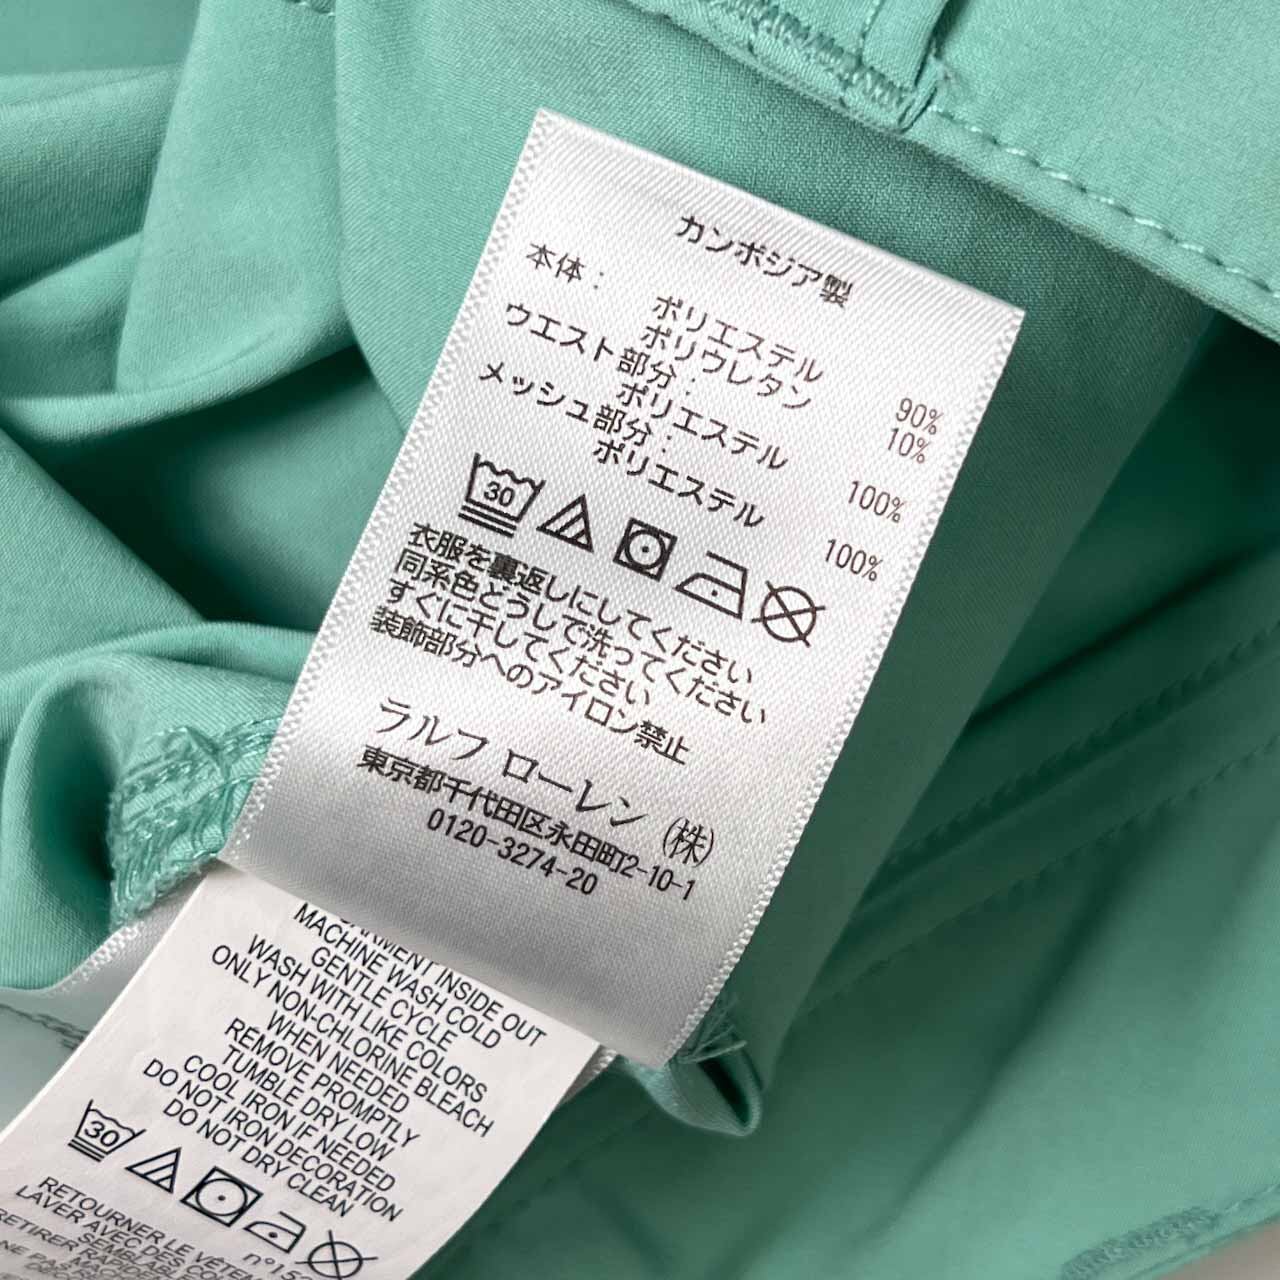 カンボジア製
本体：
ポリエステル 90%
ポリウレタン 10%
ウエスト部分：
ポリエステル 100%
メッシュ部分：
ポリエステル 100%
30
衣服を裏返しにしてください
同系色どうしで洗ってください
すぐに干してください
装飾部分へのアイロン禁止
ラルフ ローレン (株)
東京都千代田区永田町2-10-1
0120-3274-20
GARMENT INSIDE OUT
MACHINE WASH COLD
GENTLE CYCLE
WASH WITH LIKE COLORS
ONLY NON-CHLORINE BLEACH
WHEN NEEDED
REMOVE PROMPTLY
TUMBLE DRY LOW
COOL IRON IF NEEDED
DO NOT IRON DECORATION
DO NOT DRY CLEAN
30
RETOURNER LE
LAVER AVEC DES
SEMBLABLE